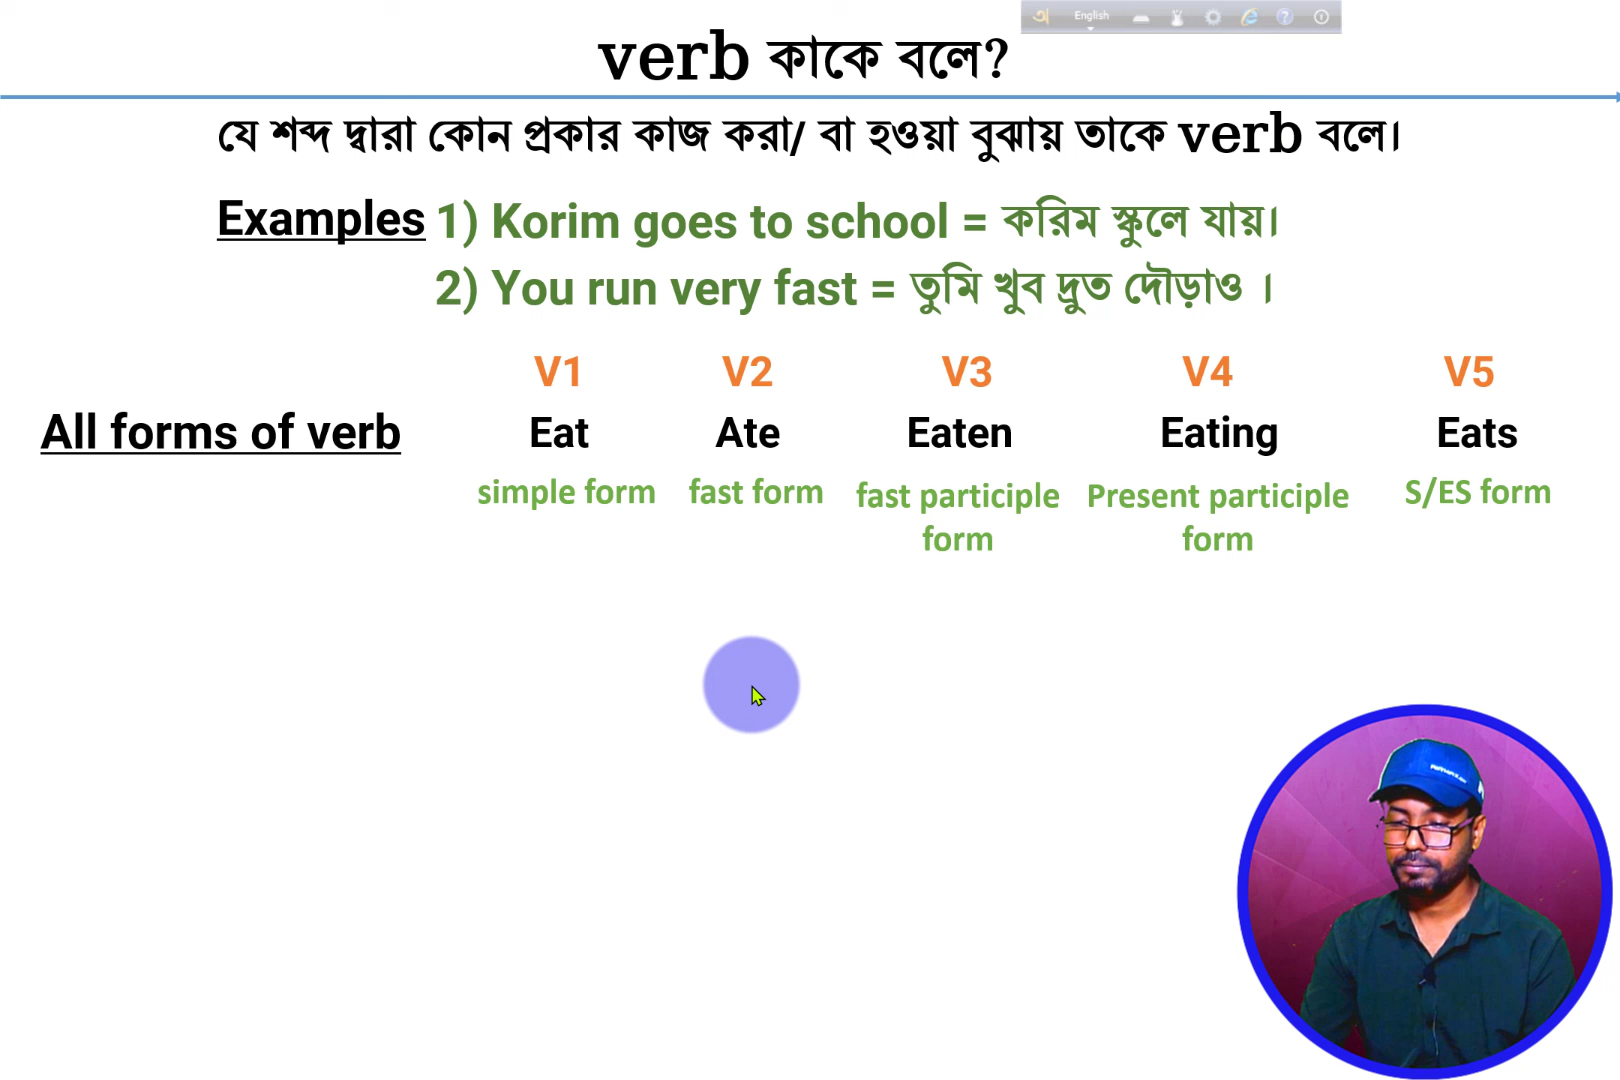 English
verb কাকে বলে?
যে শব্দ দ্বারা কোন প্রকার কাজ করা/ বা হওয়া বুঝায় তাকে verb বলে।
Examples 1) Korim goes to school = করিম স্কুলে যায়।
2) You run very fast = তুমি খুব দ্রুত দৌড়াও ।
V1 V2 V3 V4 V5
All forms of verb Eat Ate Eaten Eating Eats
simple form fast form fast participle Present participle S/ES form
form form